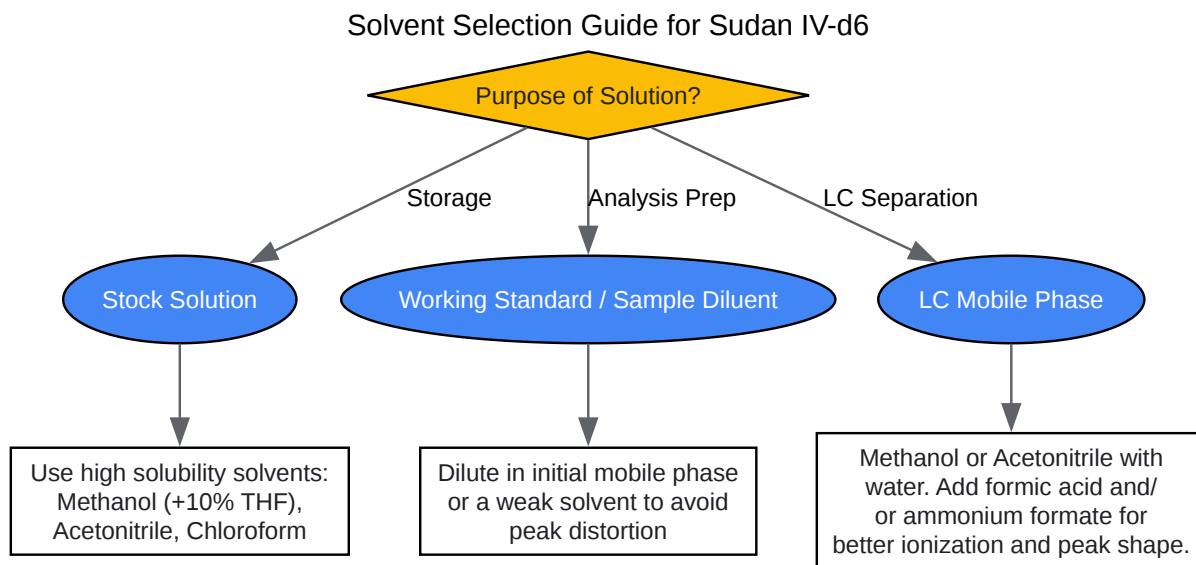 Solvent Selection Guide for Sudan IV-d6
Purpose of Solution?
Storage
Analysis Prep
LC Separation
Stock Solution
Working Standard / Sample Diluent
LC Mobile Phase
Use high solubility solvents:
Methanol (+10% THF),
Acetonitrile, Chloroform
Dilute in initial mobile phase
or a weak solvent to avoid
peak distortion
Methanol or Acetonitrile with
water. Add formic acid and/
or ammonium formate for
better ionization and peak shape.